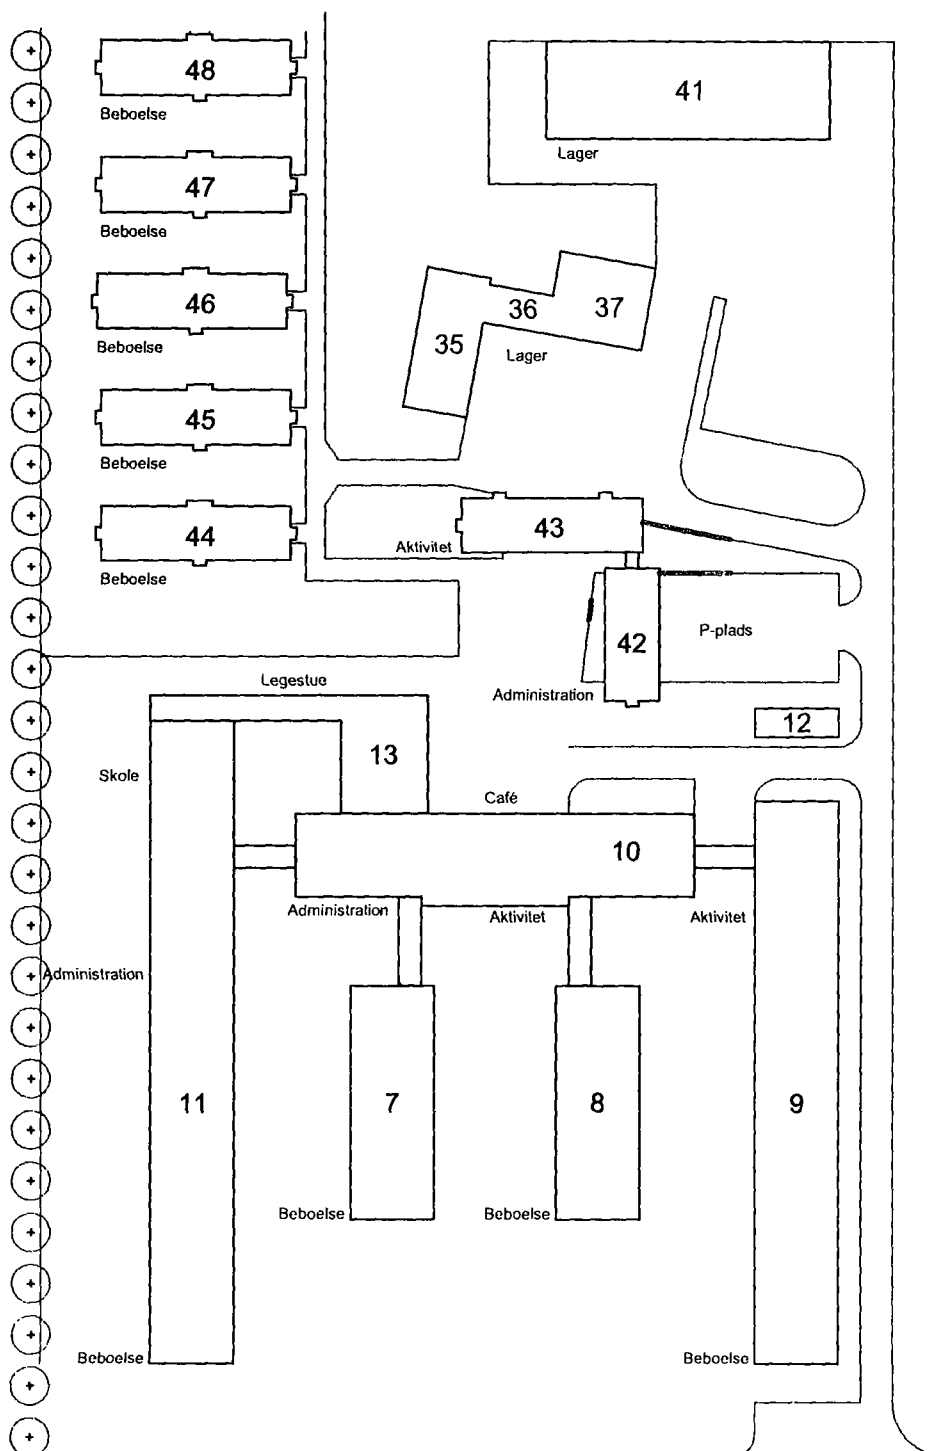 48
Beboelse
41
Lager
47
Beboelse
46
Beboelse
35
36
37
Lager
45
Beboelse
44
Beboelse
43
Aktivitet
42
P-plads
Administration
12
Legestue
13
Skole
Café
10
Administration
Aktivitet
Aktivitet
Administration
11
7
8
9
Beboelse
Beboelse
Beboelse
Beboelse